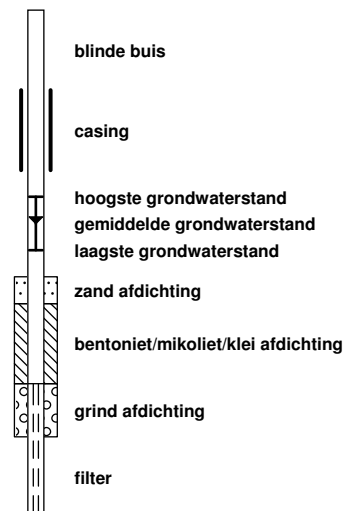 blinde buis
casing
hoogste grondwaterstand
gemiddelde grondwaterstand
laagste grondwaterstand
zand afdichting
bentoniet/mikoliet/klei afdichting
grind afdichting
filter